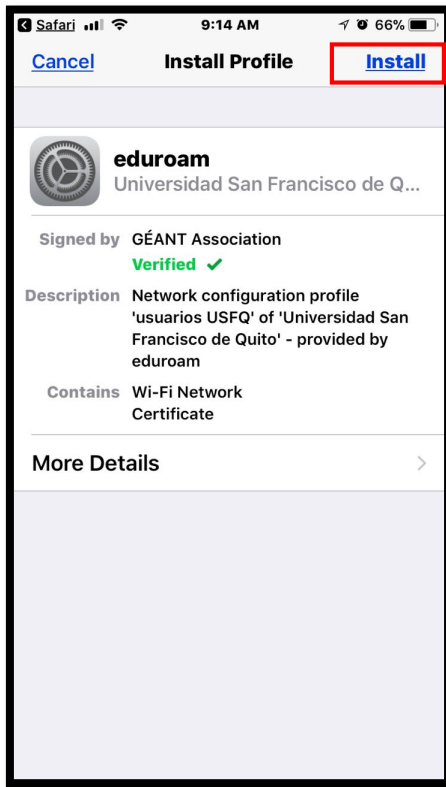 Safari 9:14 AM 66%
Cancel Install Profile Install
eduroam
Universidad San Francisco de Q...
Signed by GÉANT Association
Verified ✓
Description Network configuration profile
'usuarios USFQ' of 'Universidad San
Francisco de Quito' - provided by
eduroam
Contains Wi-Fi Network
Certificate
More Details